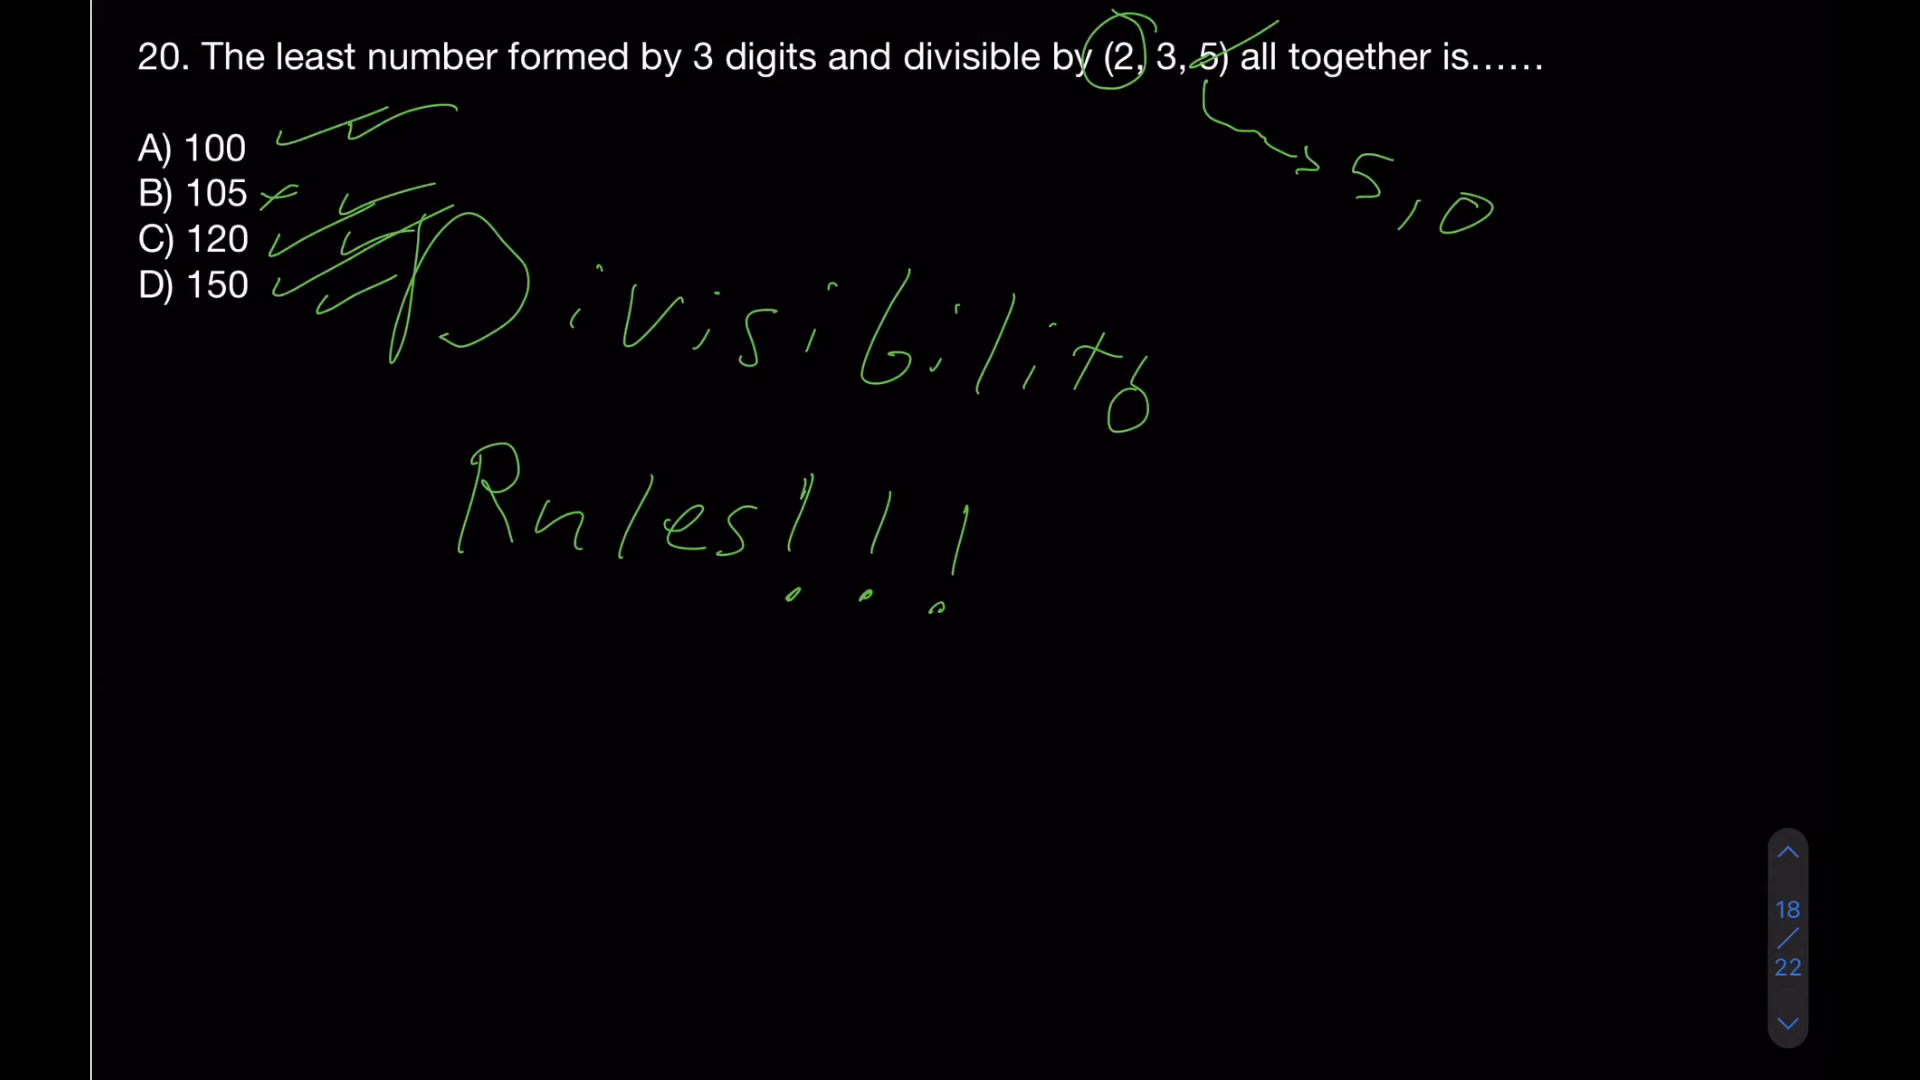 20. The least number formed by 3 digits and divisible by (2, 3, 5) all together is......
5, 0
A) 100
B) 105
C) 120
D) 150
Divisibility
Rules!!!
18
/
22